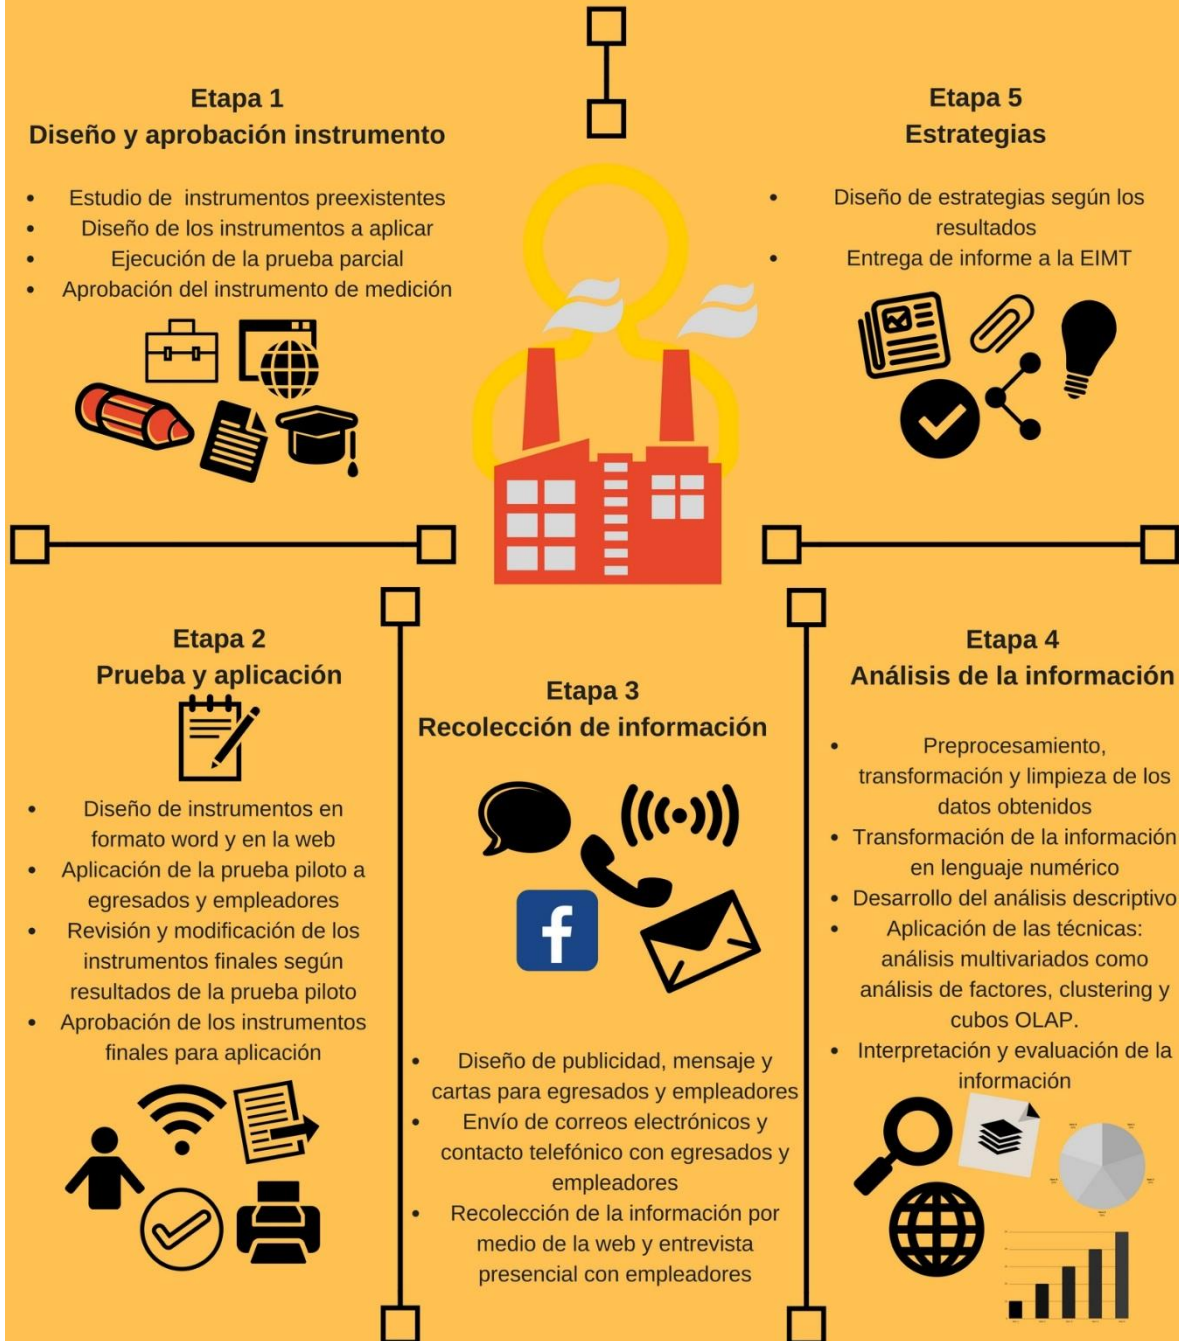 Etapa 1
Diseño y aprobación instrumento
• Estudio de instrumentos preexistentes
• Diseño de los instrumentos a aplicar
• Ejecución de la prueba parcial
• Aprobación del instrumento de medición
Etapa 2
Prueba y aplicación
• Diseño de instrumentos en
formato word y en la web
• Aplicación de la prueba piloto a
egresados y empleadores
• Revisión y modificación de los
instrumentos finales según
resultados de la prueba piloto
• Aprobación de los instrumentos
finales para aplicación
Etapa 3
Recolección de información
f
• Diseño de publicidad, mensaje y
cartas para egresados y empleadores
• Envío de correos electrónicos y
contacto telefónico con egresados y
empleadores
• Recolección de la información por
medio de la web y entrevista
presencial con empleadores
Etapa 4
Análisis de la información
• Preprocesamiento,
transformación y limpieza de los
datos obtenidos
• Transformación de la información
en lenguaje numérico
• Desarrollo del análisis descriptivo
• Aplicación de las técnicas:
análisis multivariados como
análisis de factores, clustering y
cubos OLAP.
• Interpretación y evaluación de la
información
Etapa 5
Estrategias
• Diseño de estrategias según los
resultados
• Entrega de informe a la EIMT